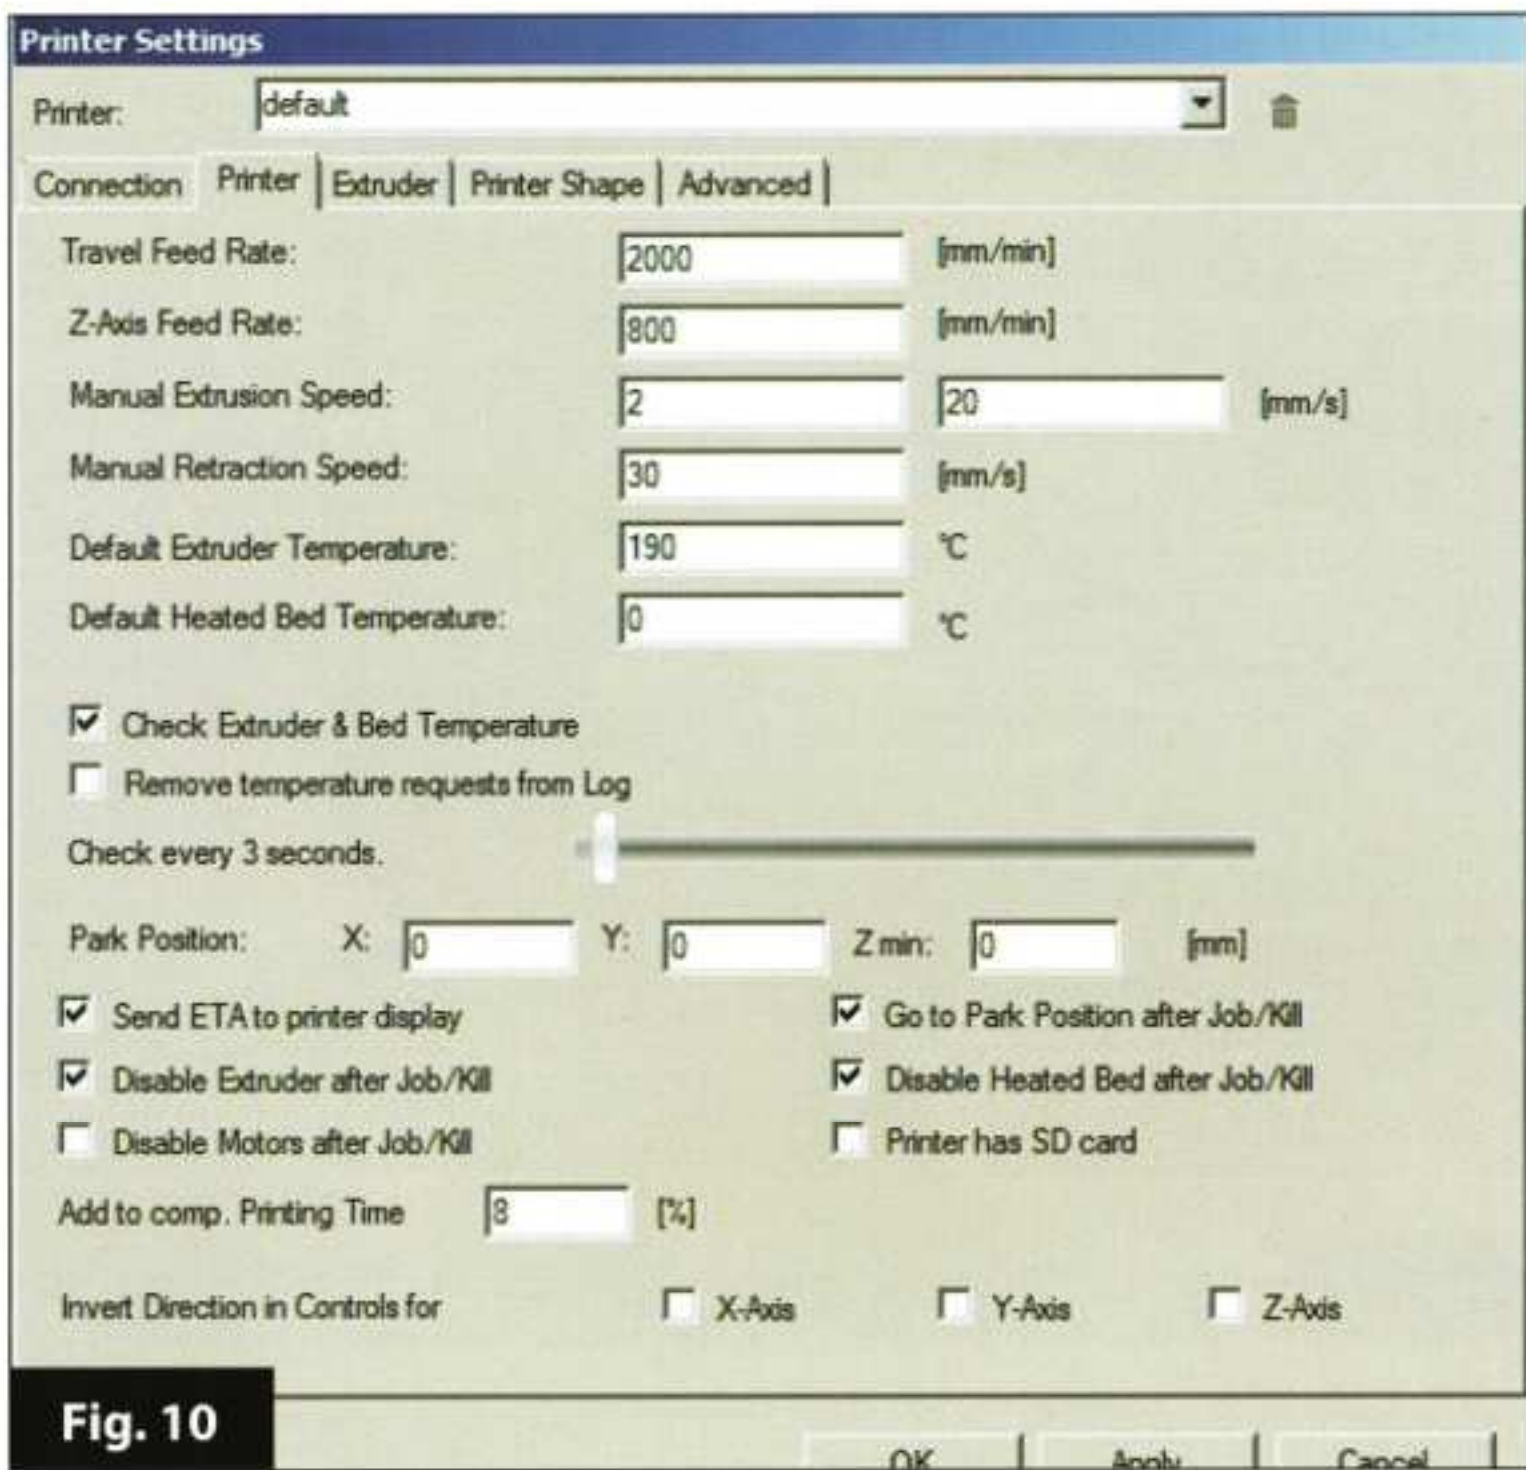 Printer Settings
Printer: default
Connection Printer Extruder Printer Shape Advanced
Travel Feed Rate: 2000 [mm/min]
Z-Axis Feed Rate: 800 [mm/min]
Manual Extrusion Speed: 2 20 [mm/s]
Manual Retraction Speed: 30 [mm/s]
Default Extruder Temperature: 190 °C
Default Heated Bed Temperature: 0 °C
Check Extruder & Bed Temperature
Remove temperature requests from Log
Check every 3 seconds.
Park Position: X: 0 Y: 0 Z min: 0 [mm]
Send ETA to printer display Go to Park Position after Job/Kill
Disable Extruder after Job/Kill Disable Heated Bed after Job/Kill
Disable Motors after Job/Kill Printer has SD card
Add to comp. Printing Time 8 [%]
Invert Direction in Controls for X-Axis Y-Axis Z-Axis
Fig. 10
OK Apply Cancel